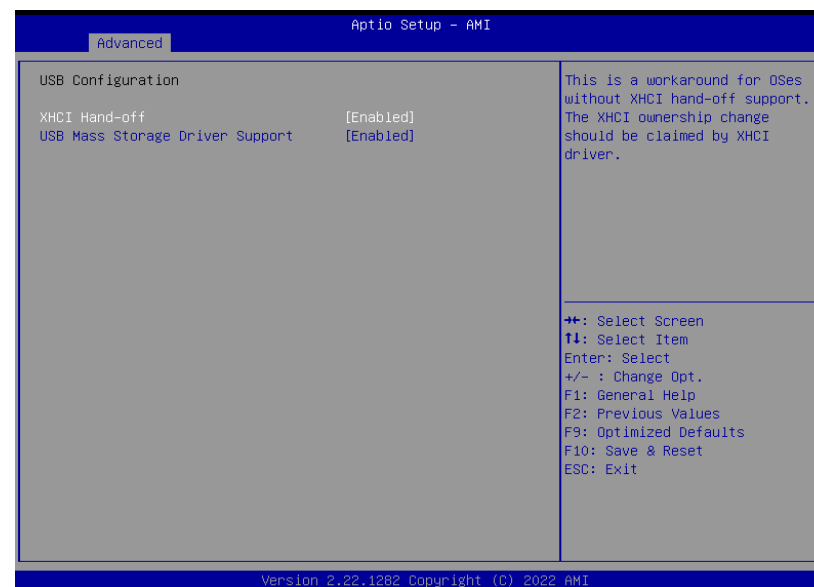 Aptio Setup – AMI
Advanced
USB Configuration
XHCI Hand-off [Enabled]
USB Mass Storage Driver Support [Enabled]
This is a workaround for OSes
without XHCI hand-off support.
The XHCI ownership change
should be claimed by XHCI
driver.
→←: Select Screen
↑↓: Select Item
Enter: Select
+/- : Change Opt.
F1: General Help
F2: Previous Values
F9: Optimized Defaults
F10: Save & Reset
ESC: Exit
Version 2.22.1282 Copyright (C) 2022 AMI